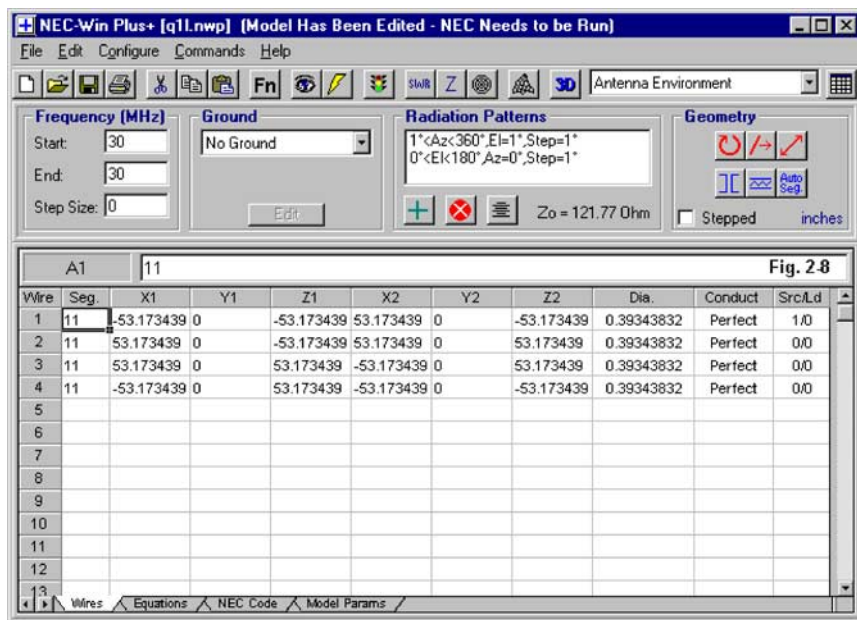 NEC-Win Plus+ [q1l.nwp] (Model Has Been Edited - NEC Needs to be Run)
File Edit Configure Commands Help
Fn SWR Z 3D Antenna Environment
Frequency (MHz) Ground Radiation Patterns Geometry
Start: 30 No Ground 1°<Az<360°,El=1°,Step=1°
0°<El<180°,Az=0°,Step=1°
End: 30
Step Size: 0 Edit Zo = 121.77 Ohm Auto Seg. Stepped inches
A1 11 Fig. 2-8
Wire Seg. X1 Y1 Z1 X2 Y2 Z2 Dia. Conduct Src/Ld
1 11 -53.173439 0 -53.173439 53.173439 0 -53.173439 0.39343832 Perfect 1/0
2 11 53.173439 0 -53.173439 53.173439 0 53.173439 0.39343832 Perfect 0/0
3 11 53.173439 0 53.173439 -53.173439 0 53.173439 0.39343832 Perfect 0/0
4 11 -53.173439 0 53.173439 -53.173439 0 -53.173439 0.39343832 Perfect 0/0
5
6
7
8
9
10
11
12
13
Wires Equations NEC Code Model Params